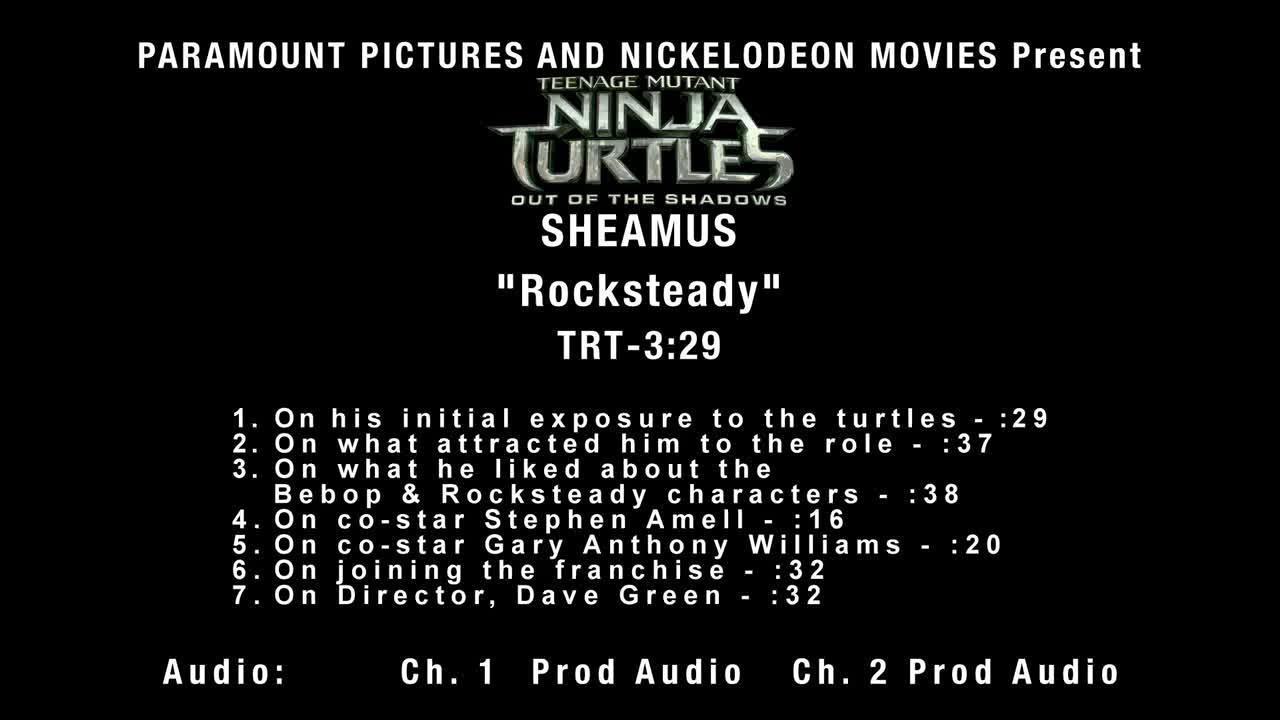 PARAMOUNT PICTURES AND NICKELODEON MOVIES Present
TEENAGE MUTANT
NINJA
TURTLES
OUT OF THE SHADOWS
SHEAMUS
"Rocksteady"
TRT-3:29
1. On his initial exposure to the turtles - :29
2. On what attracted him to the role - :37
3. On what he liked about the
Bebop & Rocksteady characters - :38
4. On co-star Stephen Amell - :16
5. On co-star Gary Anthony Williams - :20
6. On joining the franchise - :32
7. On Director, Dave Green - :32
Audio: Ch. 1 Prod Audio Ch. 2 Prod Audio